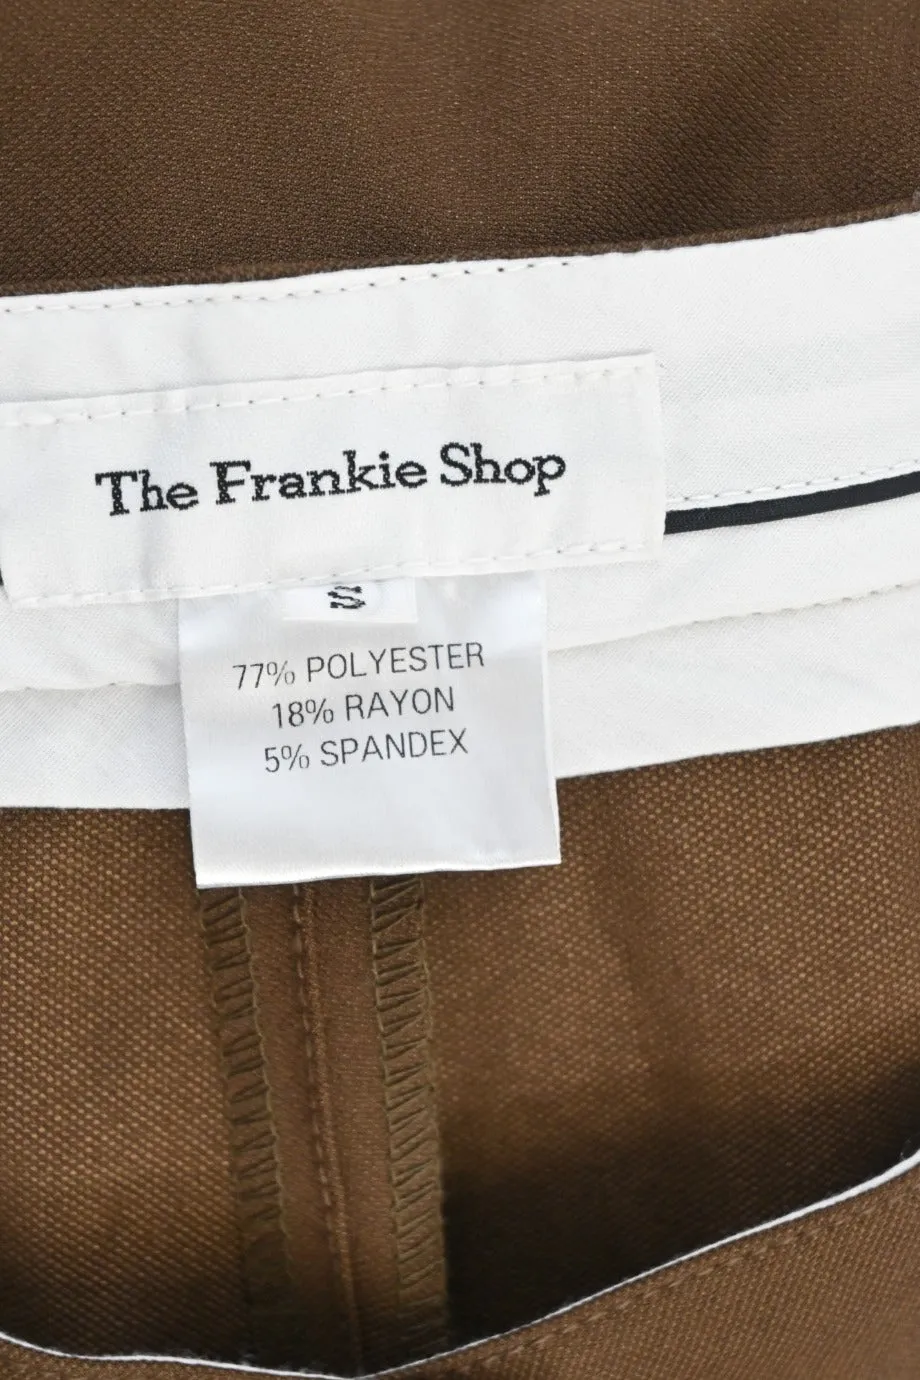 The Frankie Shop
S
77% POLYESTER
18% RAYON
5% SPANDEX